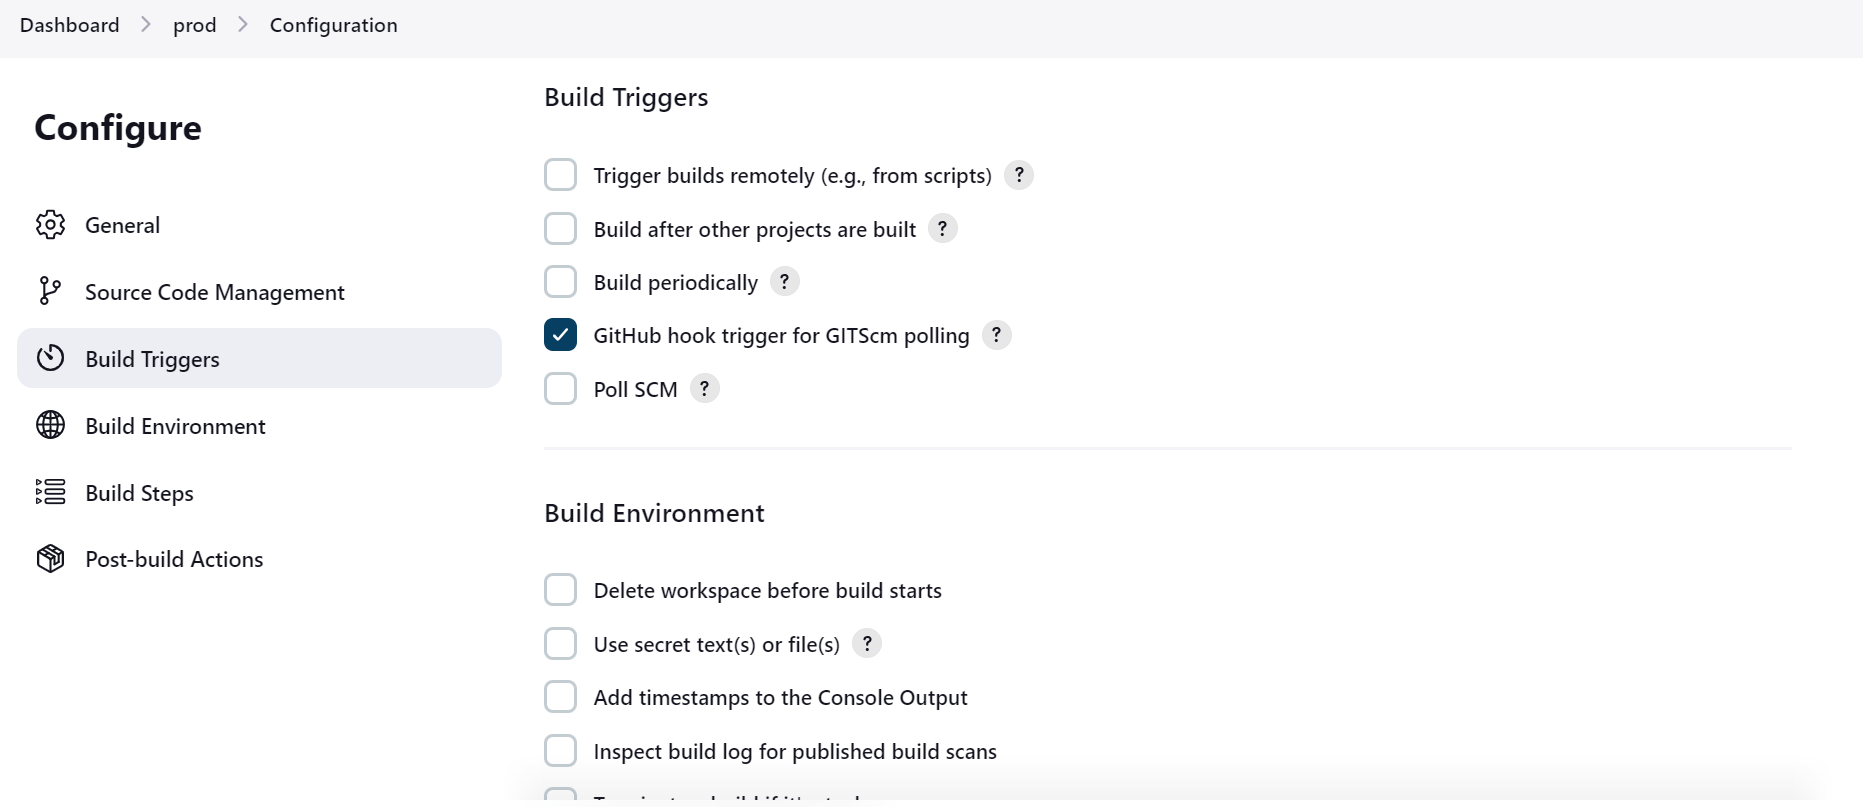 Dashboard > prod > Configuration
Configure
General
Source Code Management
Build Triggers
Build Environment
Build Steps
Post-build Actions
Build Triggers
Trigger builds remotely (e.g., from scripts) ?
Build after other projects are built ?
Build periodically ?
GitHub hook trigger for GITScm polling ?
Poll SCM ?
Build Environment
Delete workspace before build starts
Use secret text(s) or file(s) ?
Add timestamps to the Console Output
Inspect build log for published build scans